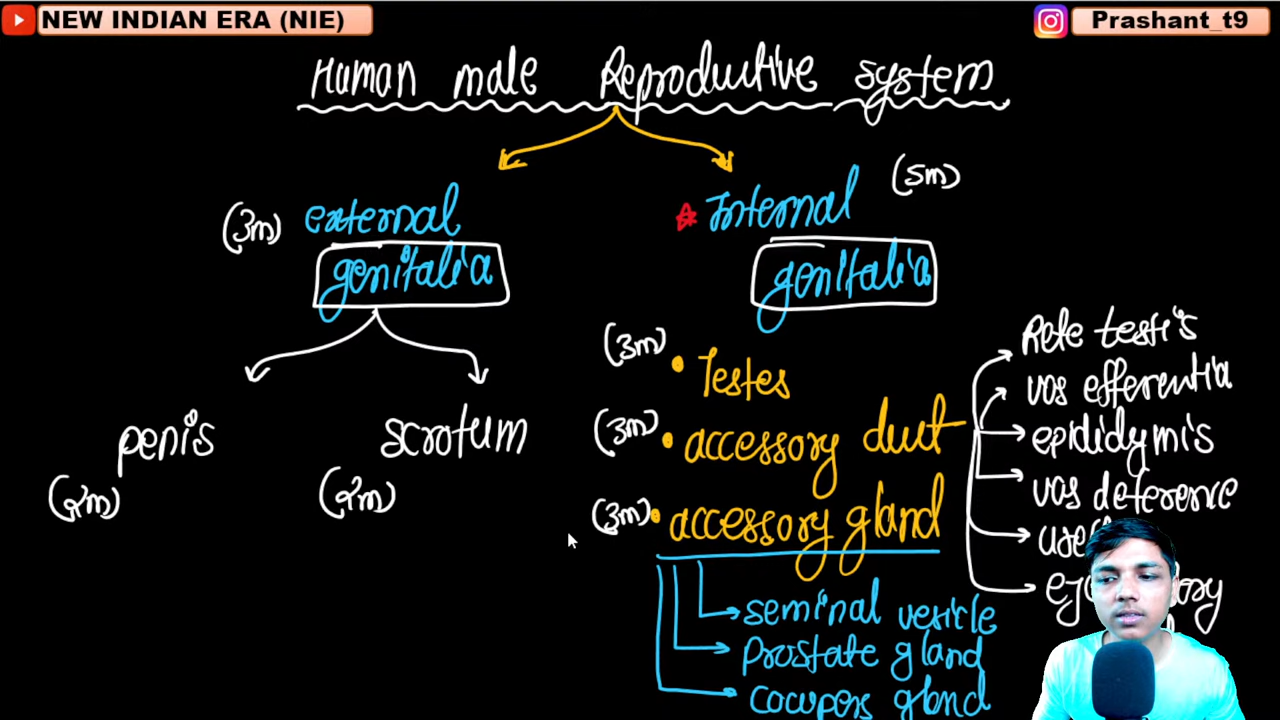 NEW INDIAN ERA (NIE)
Prashant_t9
Human male Reproductive system
(3m) external genitalia
Internal genitalia (5m)
penis
(2m)
scrotum
(2m)
(3m) • Testes
(3m) • accessory duct
(3m) • accessory gland
Rete testis
vas efferentia
epididymis
vas deference
seminal vesicle
prostate gland
cowpers gland